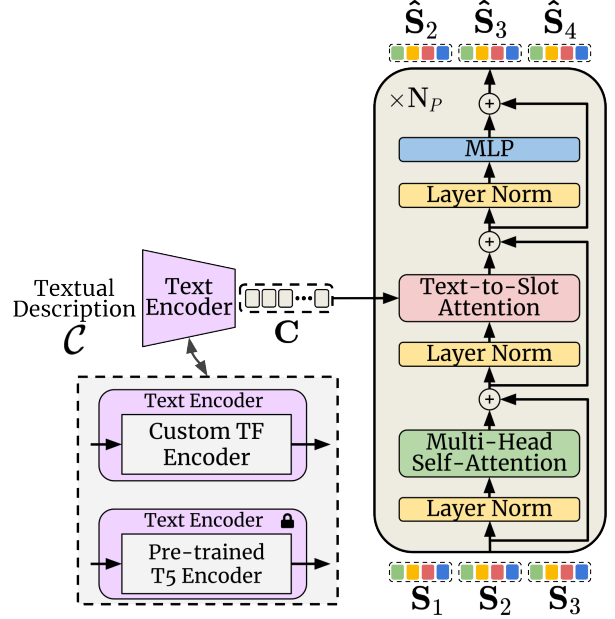 Ŝ₂ Ŝ₃ Ŝ₄
×N_P
MLP
Layer Norm
Text-to-Slot
Attention
Layer Norm
Multi-Head
Self-Attention
Layer Norm
S₁ S₂ S₃
Textual
Description
𝒞
Text
Encoder
C
Text Encoder
Custom TF
Encoder
Text Encoder
Pre-trained
T5 Encoder